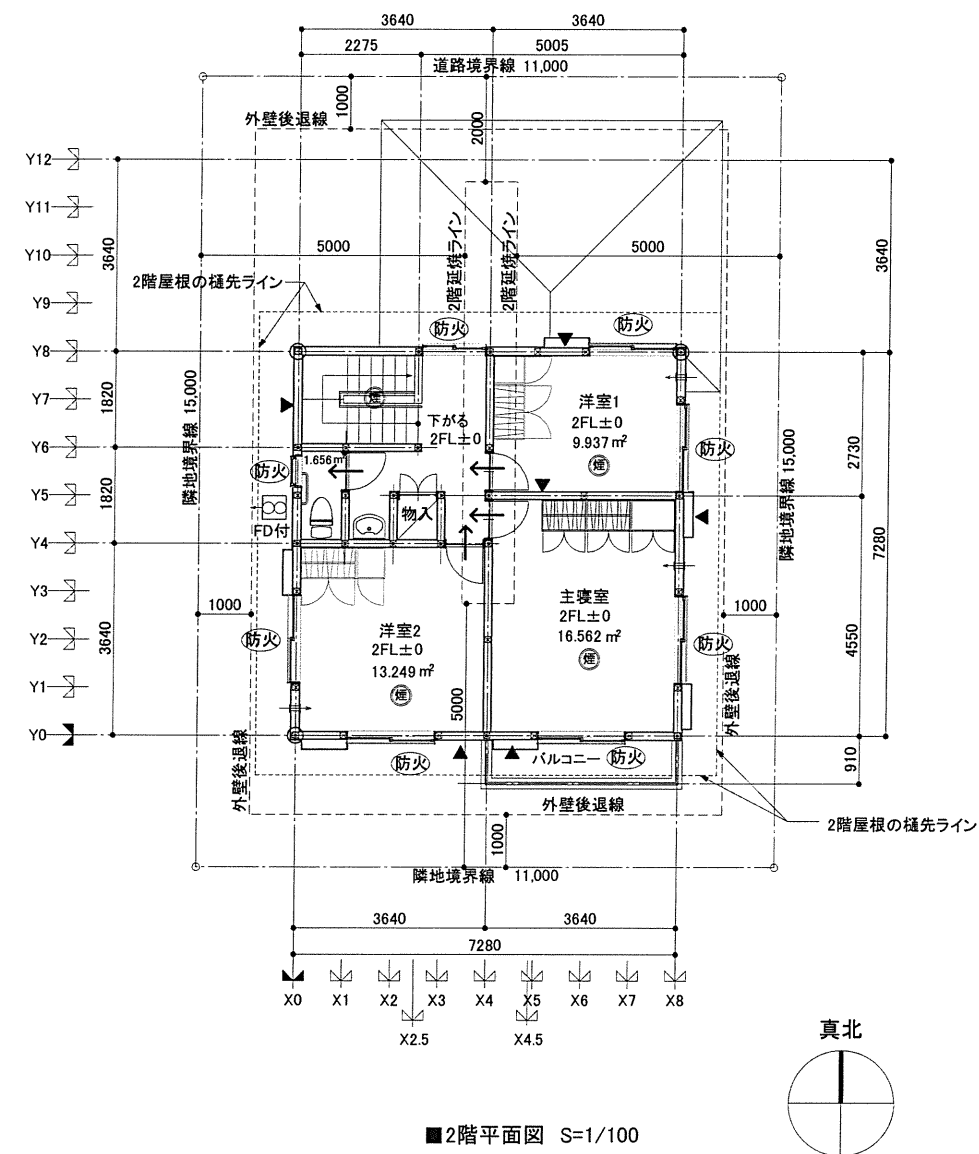 3640
3640
2275
5005
道路境界線 11,000
1000
外壁後退線
2000
Y12
Y11
Y10
Y9
Y8
Y7
Y6
Y5
Y4
Y3
Y2
Y1
Y0
3640
1820
1820
3640
3640
2730
7280
4550
910
5000
5000
2階延焼ライン
2階延焼ライン
2階屋根の樋先ライン
防火
防火
隣地境界線 15,000
隣地境界線 15,000
煙
下がる
2FL±0
洋室1
2FL±0
9.937㎡
煙
防火
1.656㎡
防火
FD付
物入
1000
1000
防火
洋室2
2FL±0
13.249㎡
煙
主寝室
2FL±0
16.562㎡
煙
防火
5000
外壁後退線
外壁後退線
防火
バルコニー
防火
外壁後退線
2階屋根の樋先ライン
1000
隣地境界線 11,000
3640
3640
7280
X0
X1
X2
X3
X4
X5
X6
X7
X8
X2.5
X4.5
真北
■2階平面図 S=1/100